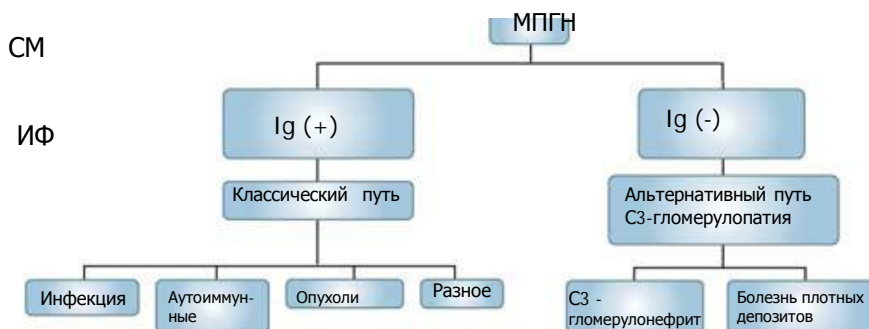 МПГН
СМ
ИФ
Ig (+)
Ig (-)
Классический путь
Альтернативный путь
С3-гломерулопатия
Инфекция
Аутоиммун-
ные
Опухоли
Разное
С3 -
гломерулонефрит
Болезнь плотных
депозитов